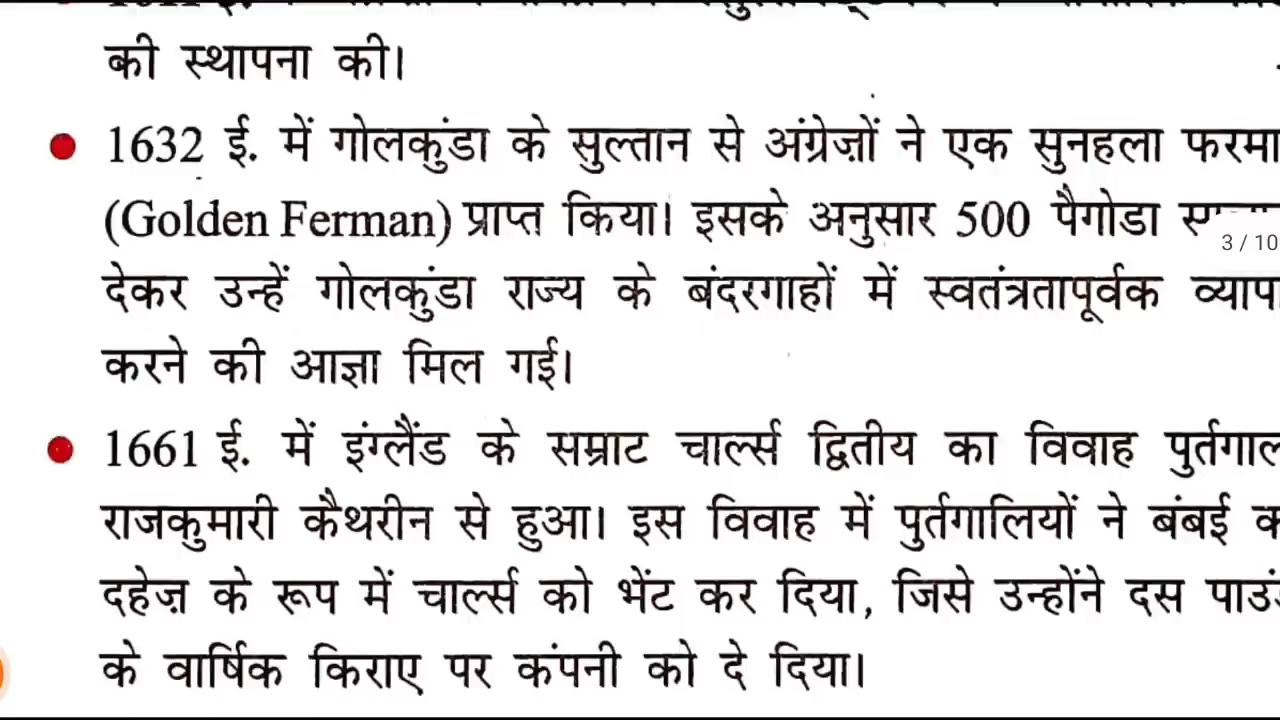 की स्थापना की।
1632 ई. में गोलकुंडा के सुल्तान से अंग्रेज़ों ने एक सुनहला फरमा
(Golden Ferman) प्राप्त किया। इसके अनुसार 500 पैगोडा
3 / 10
देकर उन्हें गोलकुंडा राज्य के बंदरगाहों में स्वतंत्रतापूर्वक व्यापा
करने की आज्ञा मिल गई।
1661 ई. में इंग्लैंड के सम्राट चार्ल्स द्वितीय का विवाह पुर्तगाल
राजकुमारी कैथरीन से हुआ। इस विवाह में पुर्तगालियों ने बंबई
दहेज़ के रूप में चार्ल्स को भेंट कर दिया, जिसे उन्होंने दस पाउं
के वार्षिक किराए पर कंपनी को दे दिया।